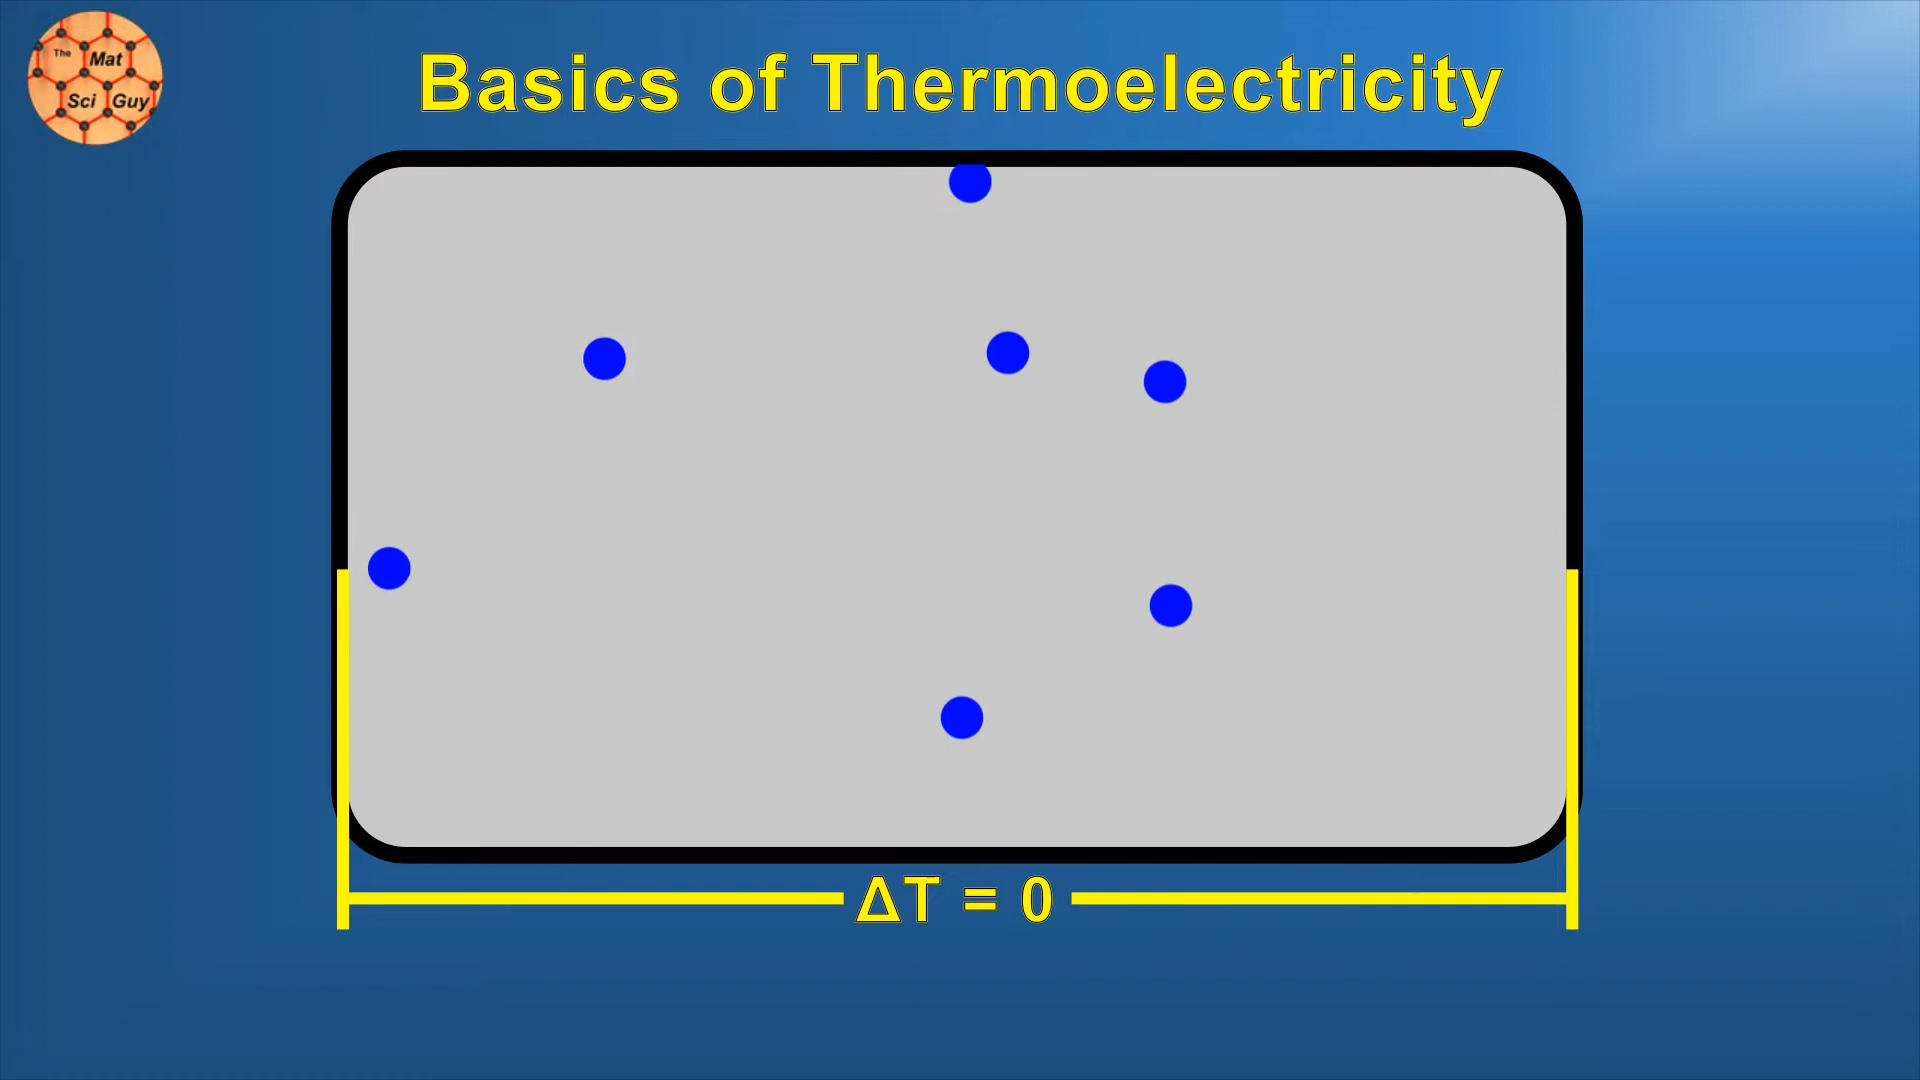 The Mat
Sci Guy
Basics of Thermoelectricity
ΔT = 0